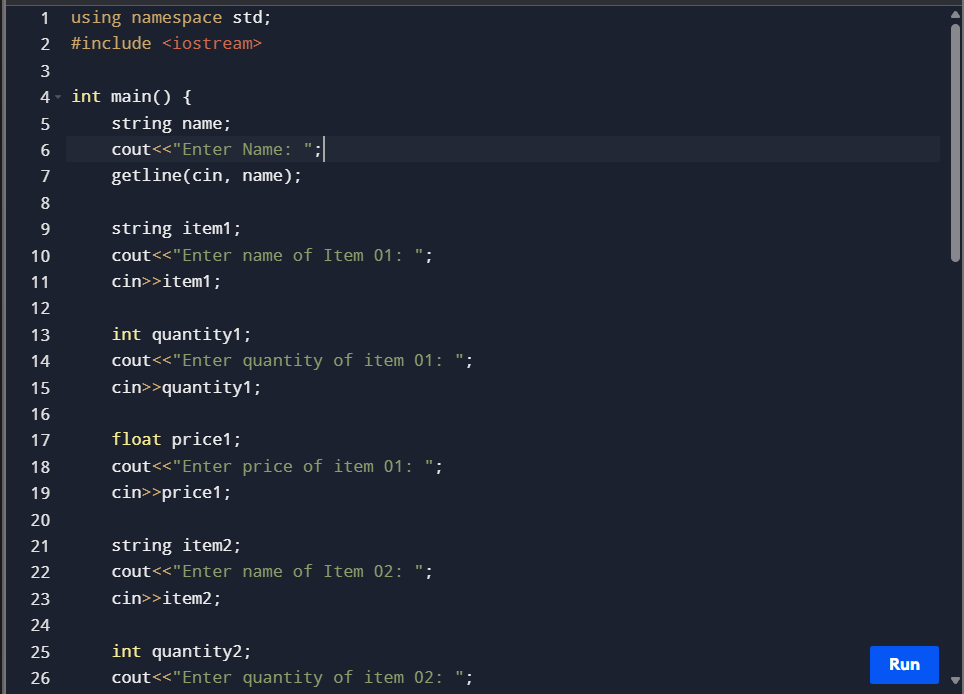 1 using namespace std;
2 #include <iostream>
3
4 int main() {
5 string name;
6 cout<<"Enter Name: ";
7 getline(cin, name);
8
9 string item1;
10 cout<<"Enter name of Item 01: ";
11 cin>>item1;
12
13 int quantity1;
14 cout<<"Enter quantity of item 01: ";
15 cin>>quantity1;
16
17 float price1;
18 cout<<"Enter price of item 01: ";
19 cin>>price1;
20
21 string item2;
22 cout<<"Enter name of Item 02: ";
23 cin>>item2;
24
25 int quantity2;
26 cout<<"Enter quantity of item 02: ";
Run